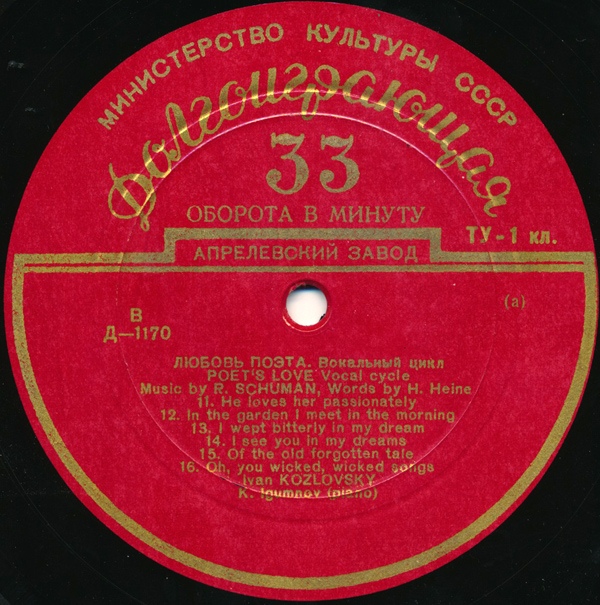 МИНИСТЕРСТВО КУЛЬТУРЫ СССР
Долгоиграющая
33
ОБОРОТА В МИНУТУ
ТУ-1 кл.
АПРЕЛЕВСКИЙ ЗАВОД
(а)
В
Д—1170
ЛЮБОВЬ ПОЭТА. Вокальный цикл
POET'S LOVE Vocal cycle
Music by R. SCHUMAN, Words by H. Heine
11. He loves her passionately
12. In the garden I meet in the morning
13. I wept bitterly in my dream
14. I see you in my dreams
15. Of the old forgotten tale
16. Oh, you wicked, wicked songs
Ivan KOZLOVSKY
K. Igumnov (piano)